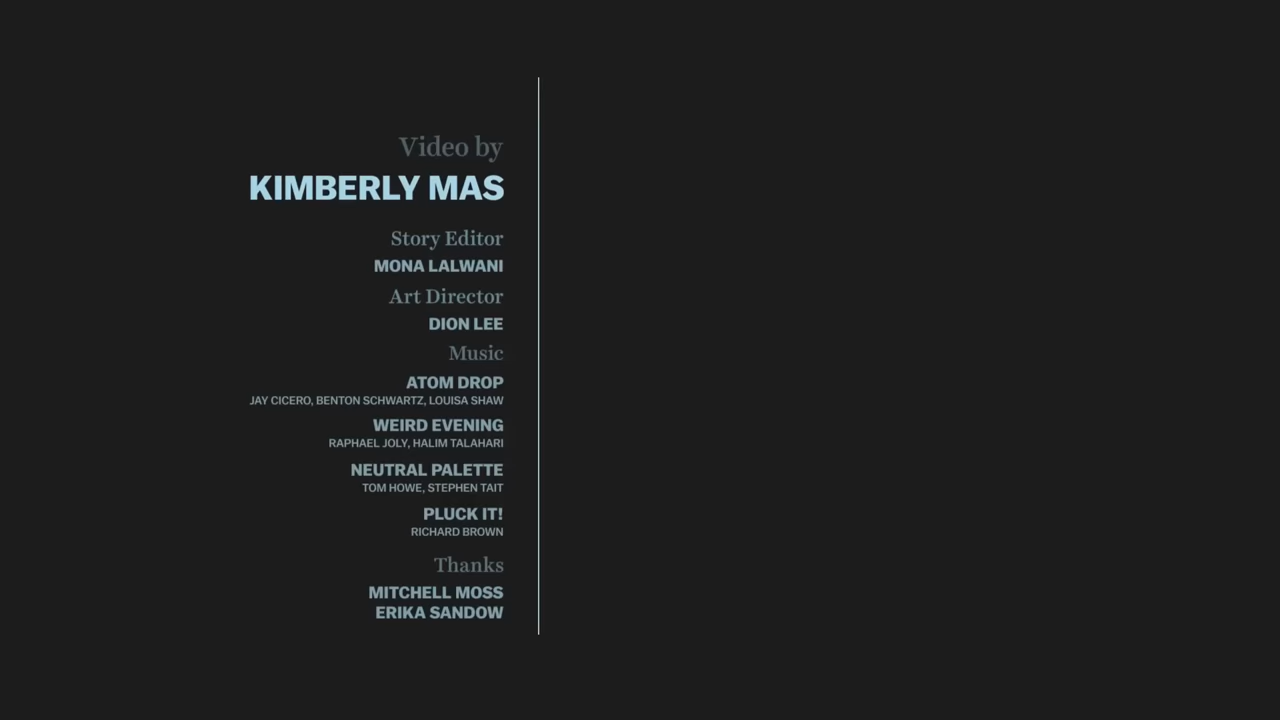 Video by
KIMBERLY MAS
Story Editor
MONA LALWANI
Art Director
DION LEE
Music
ATOM DROP
JAY CICERO, BENTON SCHWARTZ, LOUISA SHAW
WEIRD EVENING
RAPHAEL JOLY, HALIM TALAHARI
NEUTRAL PALETTE
TOM HOWE, STEPHEN TAIT
PLUCK IT!
RICHARD BROWN
Thanks
MITCHELL MOSS
ERIKA SANDOW